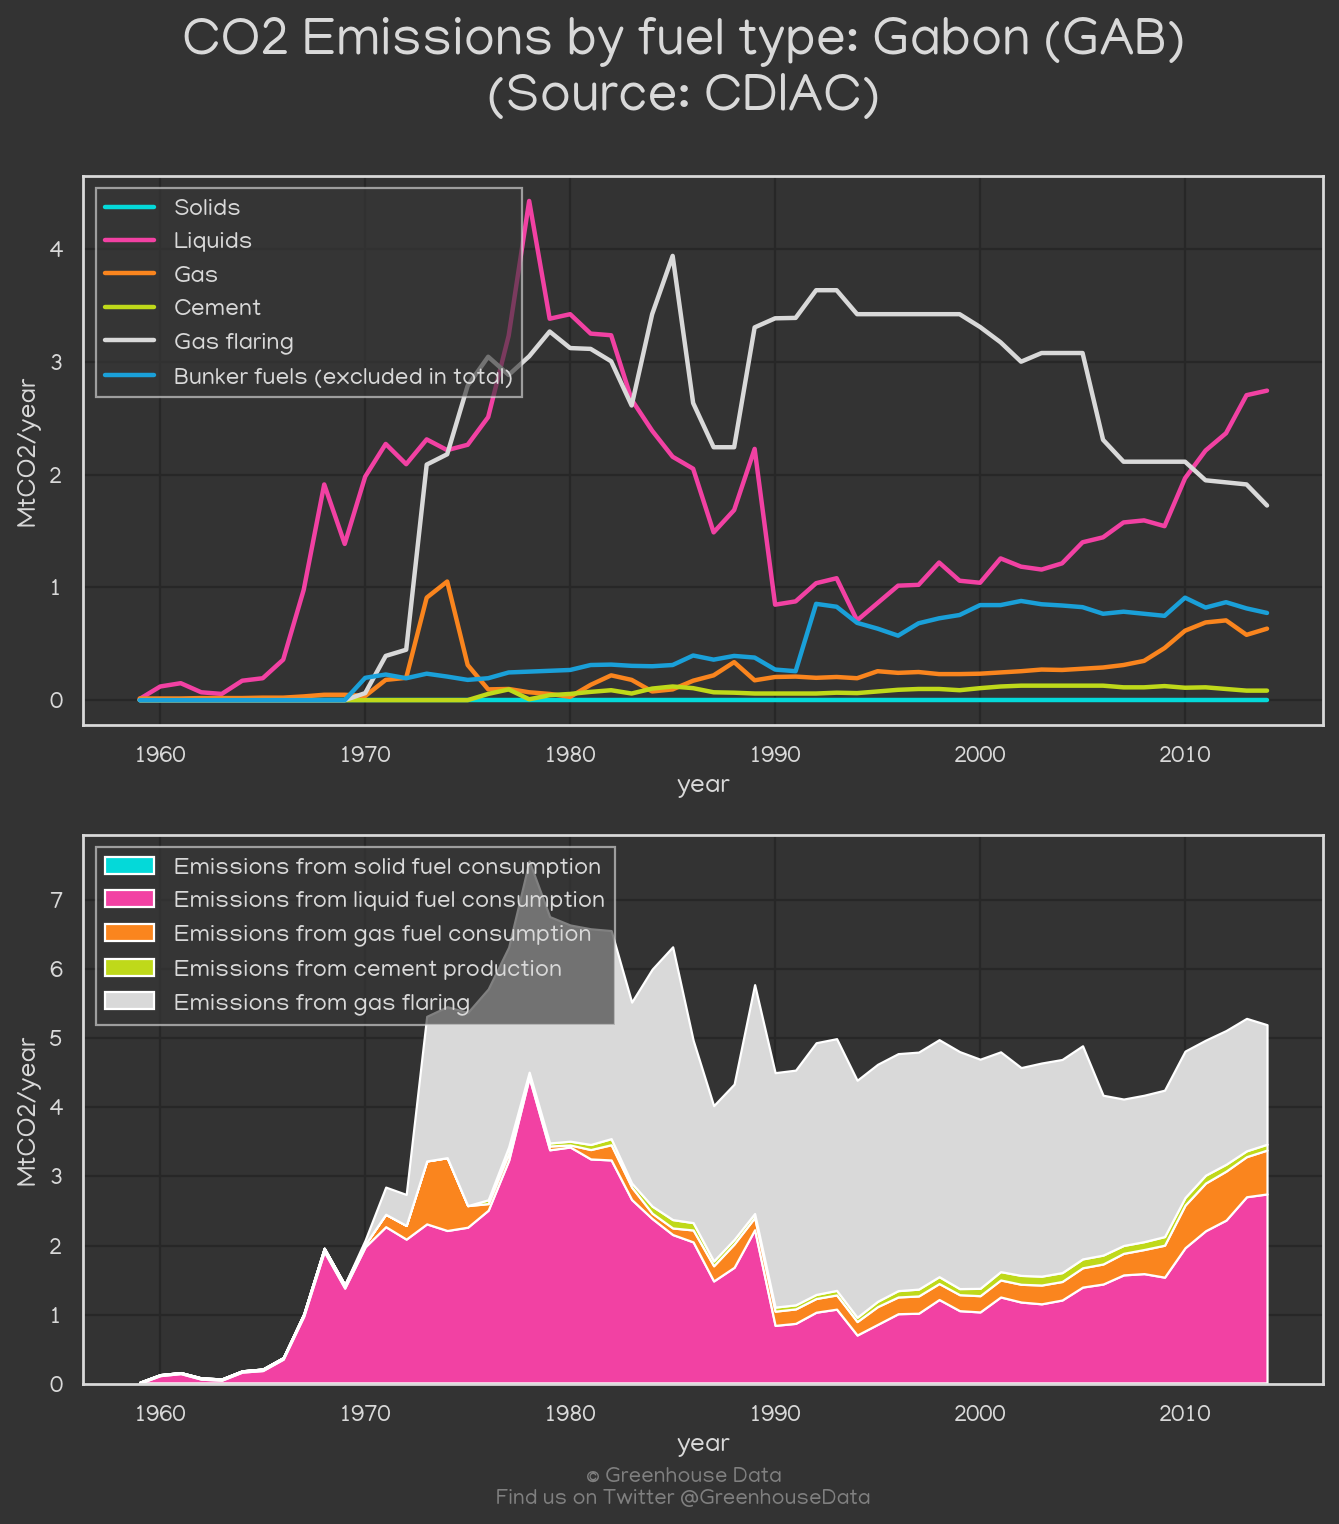 CO2 Emissions by fuel type: Gabon (GAB)
(Source: CDIAC)
Solids
Liquids
Gas
Cement
Gas flaring
Bunker fuels (excluded in total)
4
3
2
1
0
MtCO2/year
1960 1970 1980 1990 2000 2010
year
Emissions from solid fuel consumption
Emissions from liquid fuel consumption
Emissions from gas fuel consumption
Emissions from cement production
Emissions from gas flaring
7
6
5
4
3
2
1
0
MtCO2/year
1960 1970 1980 1990 2000 2010
year
© Greenhouse Data
Find us on Twitter @GreenhouseData